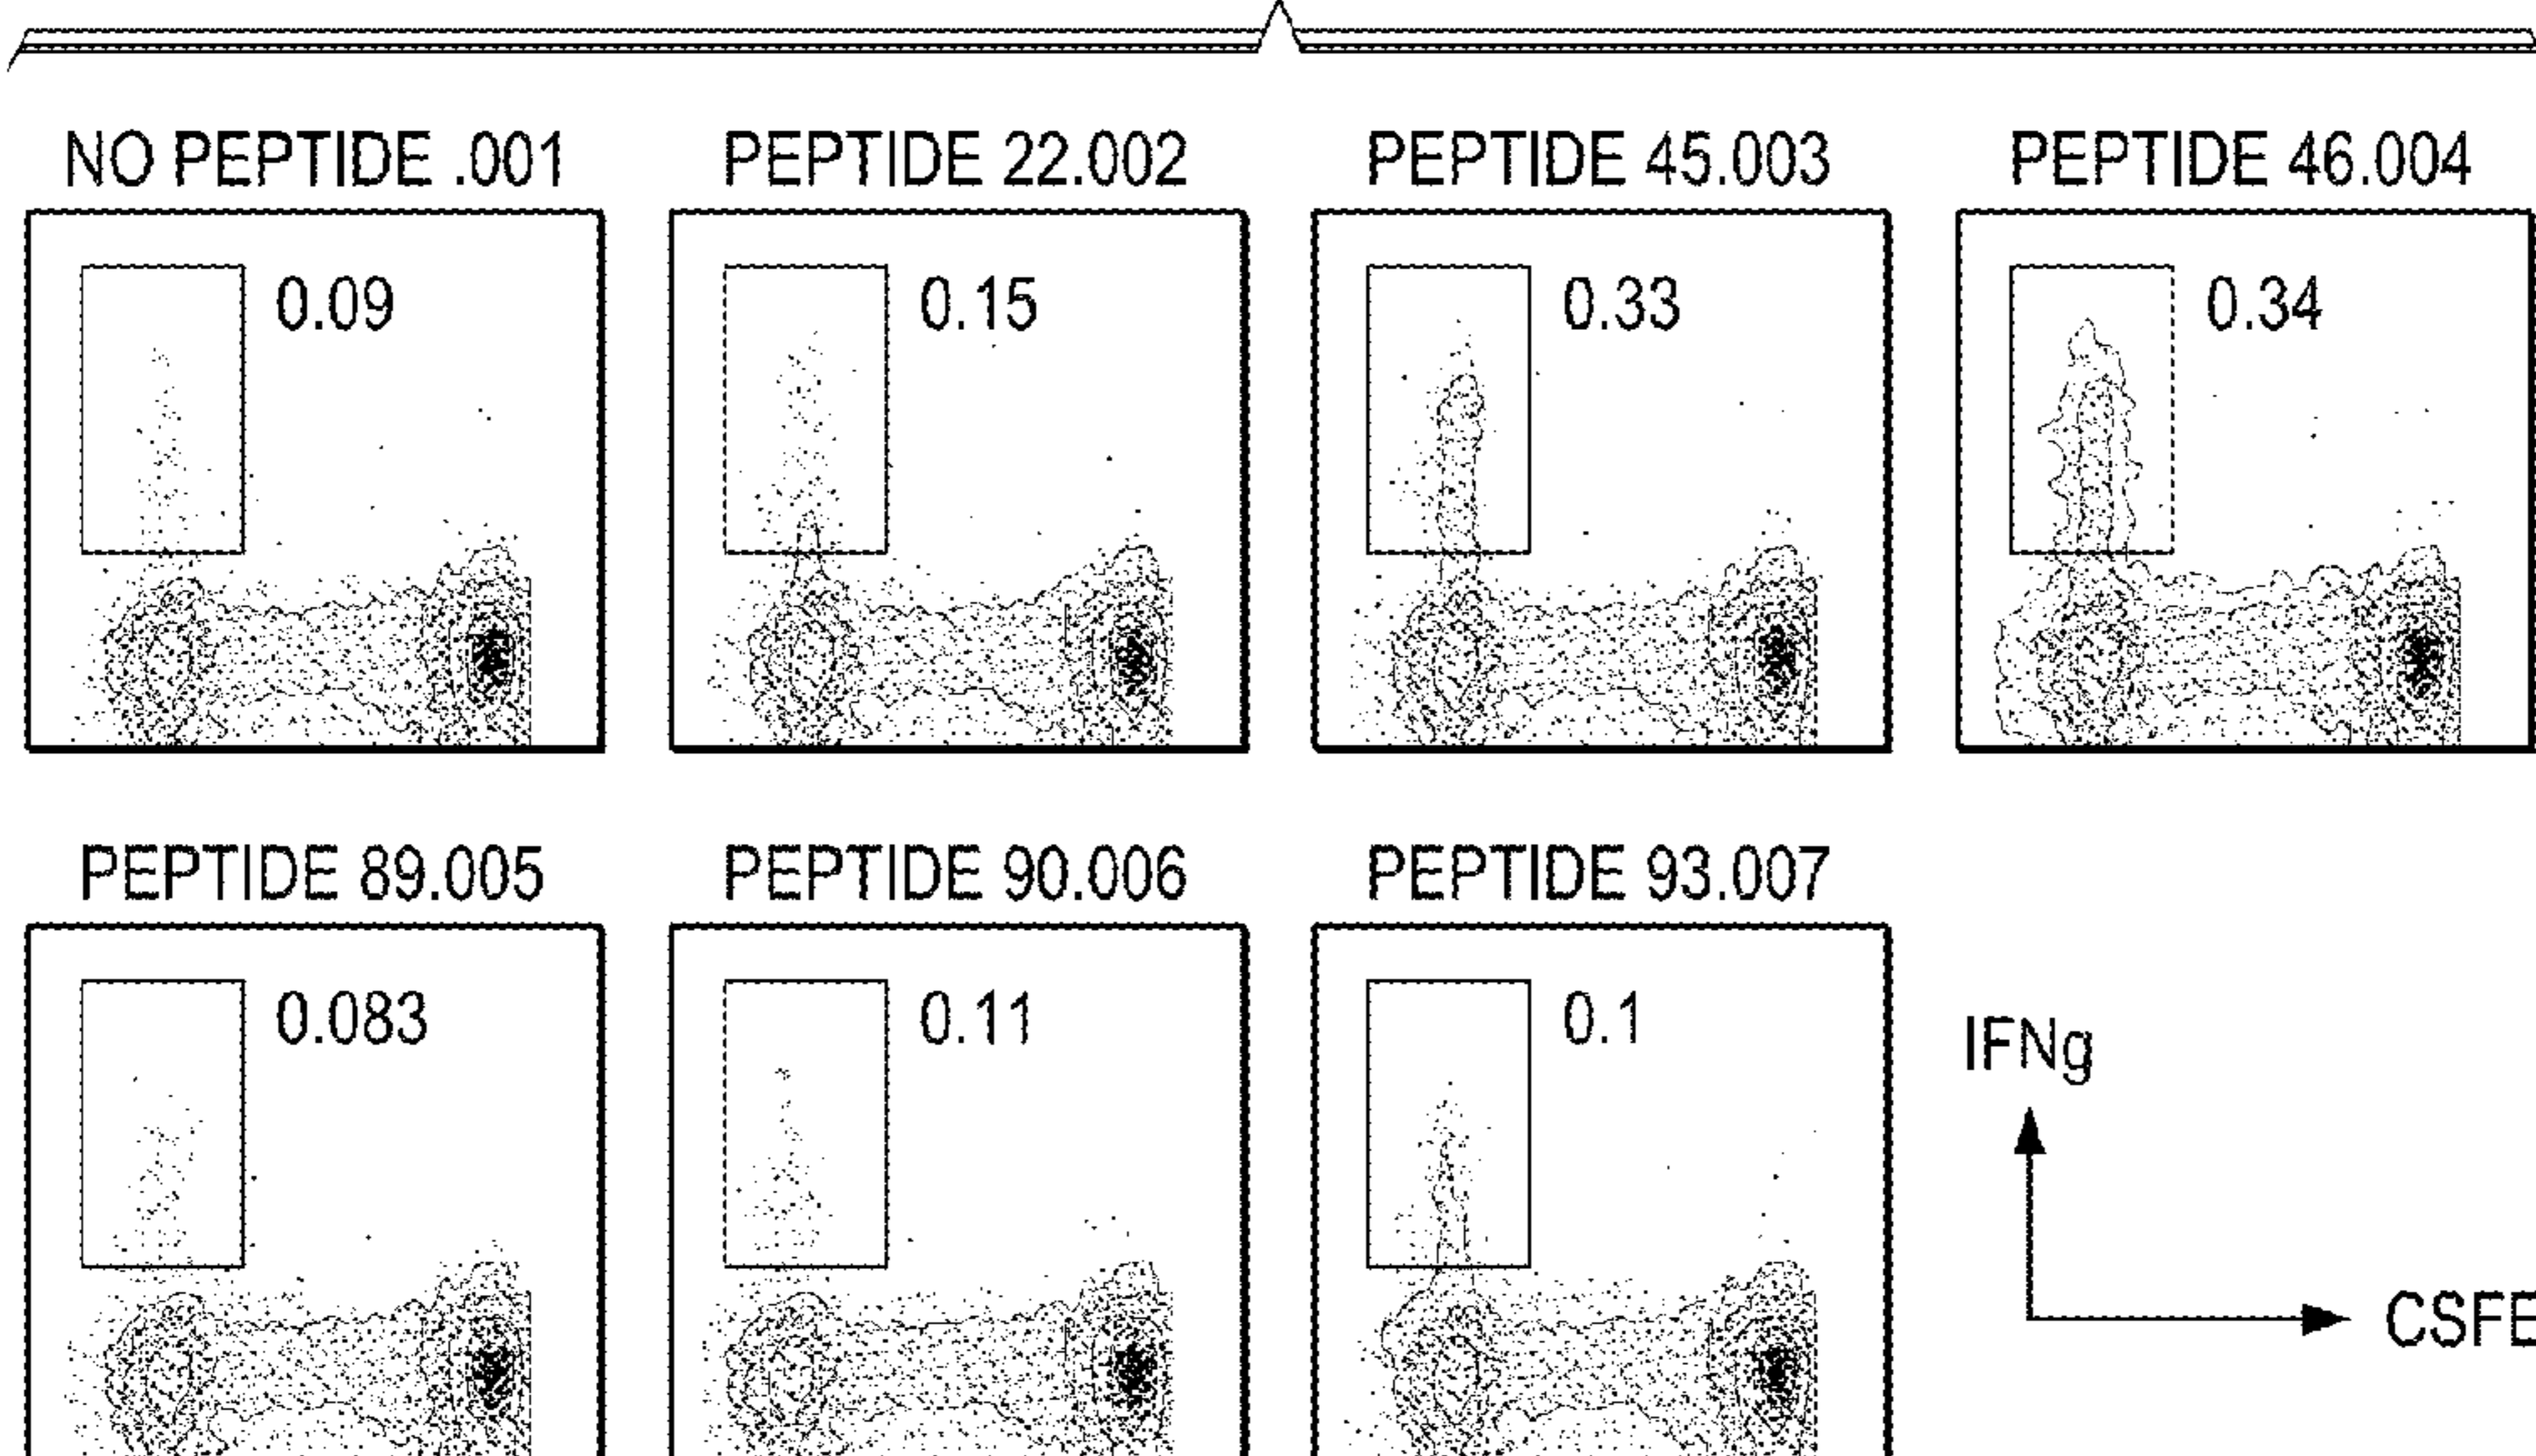 NO PEPTIDE .001
PEPTIDE 22.002
PEPTIDE 45.003
PEPTIDE 46.004
0.09
0.15
0.33
0.34
PEPTIDE 89.005
PEPTIDE 90.006
PEPTIDE 93.007
0.083
0.11
0.1
IFNg
CSFE